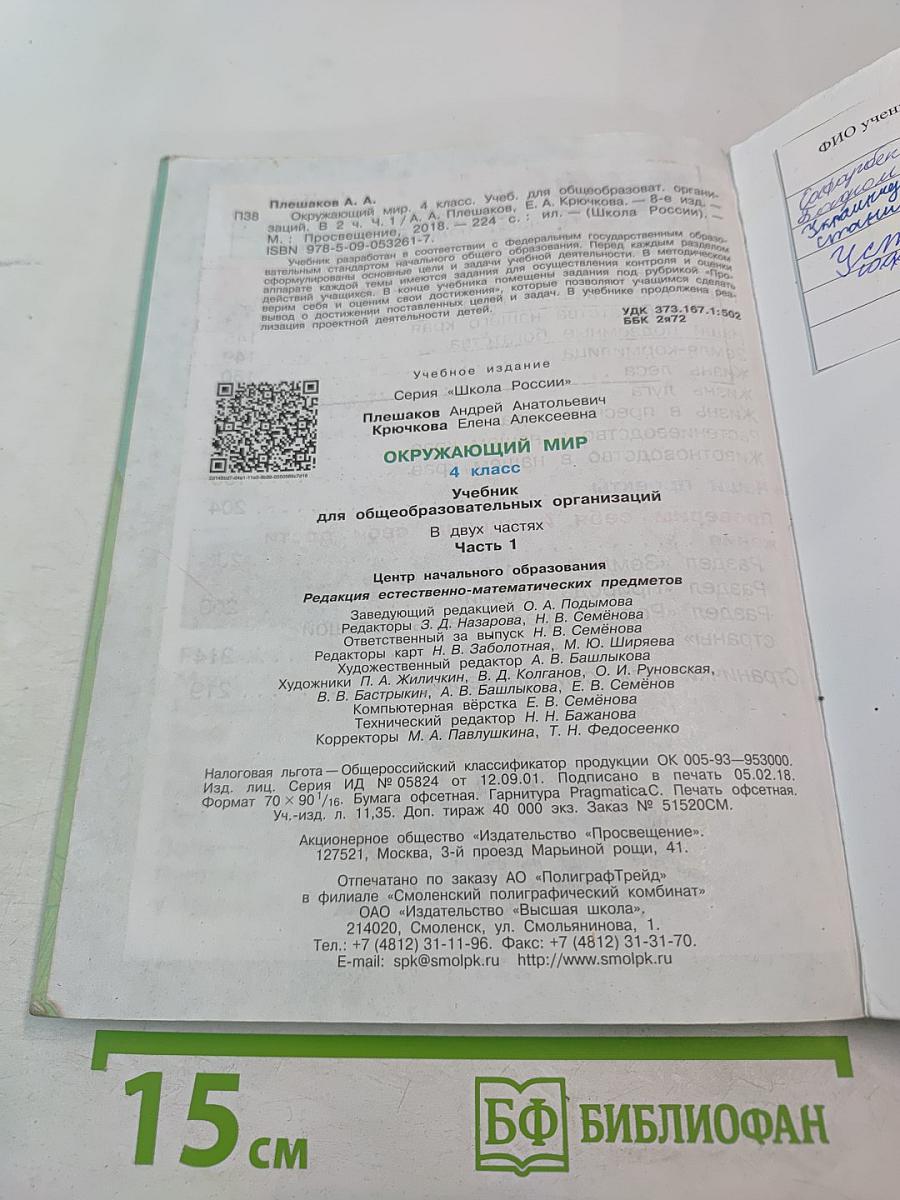 Плешаков А. А.
П38 Окружающий мир. 4 класс. Учеб. для общеобразоват. органи-
заций. В 2 ч. Ч. 1 / А. А. Плешаков, Е. А. Крючкова. — 8-е изд. —
М. : Просвещение, 2018. — 224 с. : ил. — (Школа России). —
ISBN 978-5-09-053261-7.
Учебник разработан в соответствии с Федеральным государственным образо-
вательным стандартом начального общего образования. Перед каждым разделом
сформулированы основные цели и задачи учебной деятельности. В методическом
аппарате каждой темы имеются задания для осуществления контроля и оценки
действий учащихся. В конце учебника помещены задания под рубрикой «Про-
верим себя и оценим свои достижения», которые позволяют учащимся сделать
вывод о достижении поставленных целей и задач. В учебнике продолжена реа-
лизация проектной деятельности детей.
УДК 373.167.1:502
ББК 2я72
Учебное издание
Серия «Школа России»
Плешаков Андрей Анатольевич
Крючкова Елена Алексеевна
ОКРУЖАЮЩИЙ МИР
4 класс
Учебник
для общеобразовательных организаций
В двух частях
Часть 1
Центр начального образования
Редакция естественно-математических предметов
Заведующий редакцией О. А. Подымова
Редакторы З. Д. Назарова, Н. В. Семёнова
Ответственный за выпуск Н. В. Семёнова
Редакторы карт Н. В. Заболотная, М. Ю. Ширяева
Художественный редактор А. В. Башлыкова
Художники П. А. Жиличкин, В. Д. Колганов, О. И. Руновская,
В. В. Бастрыкин, А. В. Башлыкова, Е. В. Семёнов
Компьютерная вёрстка Е. В. Семёнова
Технический редактор Н. Н. Бажанова
Корректоры М. А. Павлушкина, Т. Н. Федосеенко
Налоговая льгота — Общероссийский классификатор продукции ОК 005-93—953000.
Изд. лиц. Серия ИД № 05824 от 12.09.01. Подписано в печать 05.02.18.
Формат 70 × 90 1/16. Бумага офсетная. Гарнитура PragmaticaC. Печать офсетная.
Уч.-изд. л. 11,35. Доп. тираж 40 000 экз. Заказ № 51520СМ.
Акционерное общество «Издательство «Просвещение».
127521, Москва, 3-й проезд Марьиной рощи, 41.
Отпечатано по заказу АО «ПолиграфТрейд»
в филиале «Смоленский полиграфический комбинат»
ОАО «Издательство «Высшая школа».
214020, Смоленск, ул. Смольянинова, 1.
Тел.: +7 (4812) 31-11-96. Факс: +7 (4812) 31-31-70.
E-mail: spk@smolpk.ru http://www.smolpk.ru
ФИО учен
15 см
БФ БИБЛИОФАН